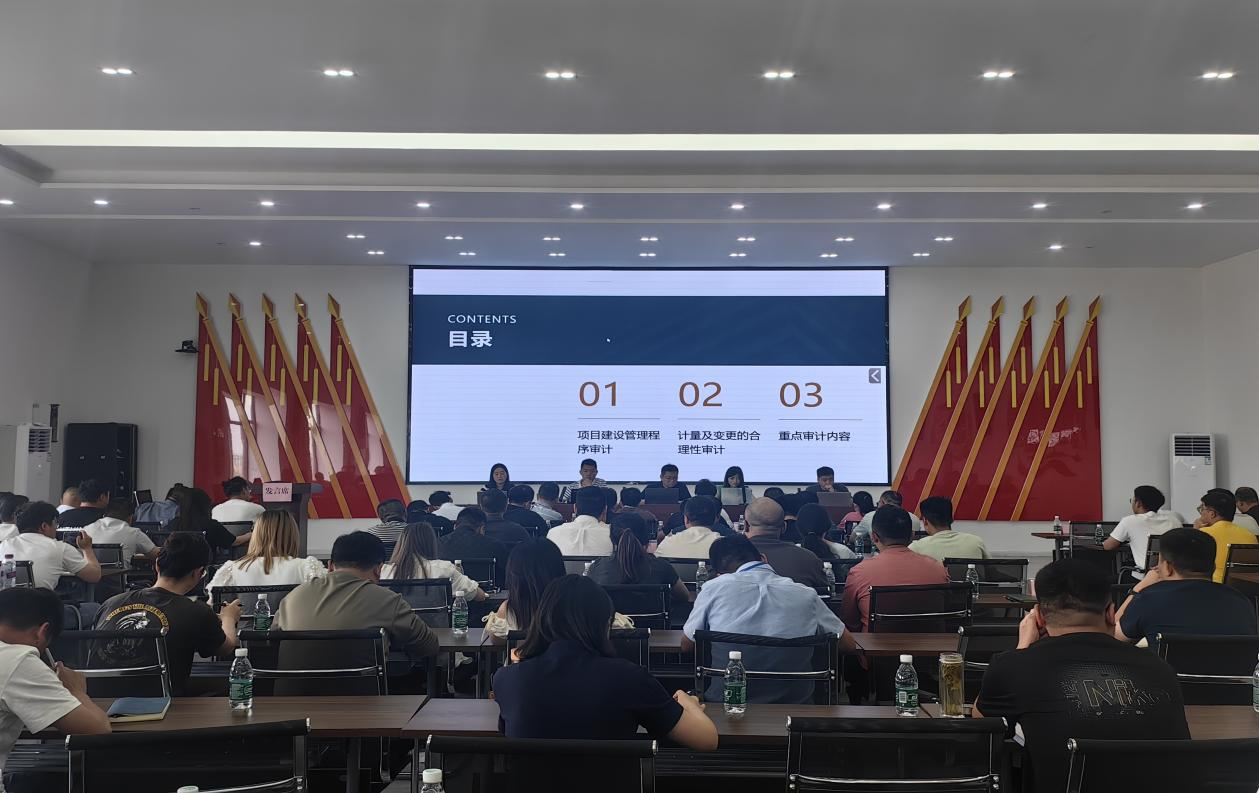 CONTENTS
目录
01
02
03
项目建设管理程
序审计
计量及变更的合
理性审计
重点审计内容
发言席